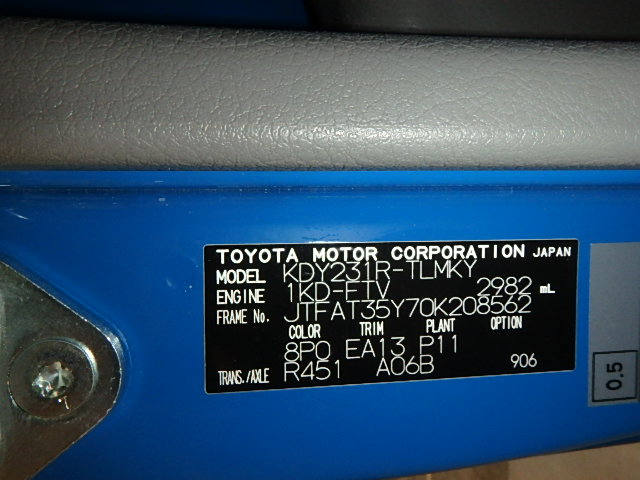 TOYOTA MOTOR CORPORATION JAPAN
MODEL KDY231R-TLMKY
ENGINE 1KD-FTV 2982 mL
FRAME No. JTFAT35Y70K208562
COLOR TRIM PLANT OPTION
8P0 EA13 P11
TRANS./AXLE R451 A06B 906
0.5